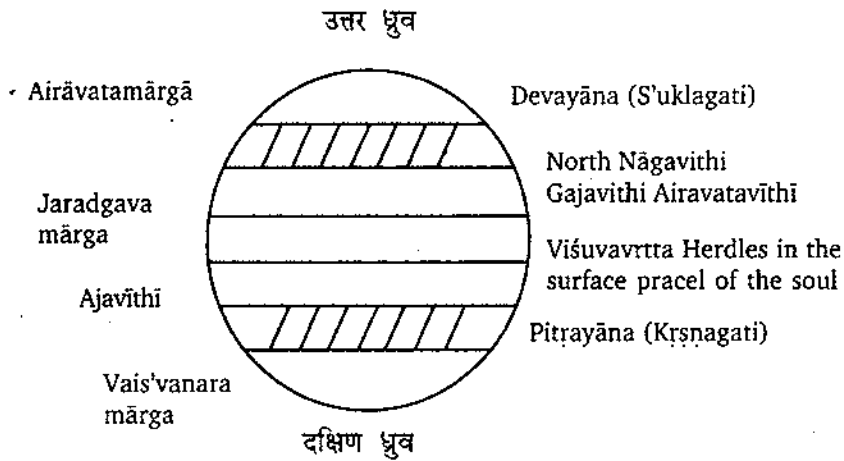 उत्तर ध्रुव
Airāvatamārgā
Devayāna (S'uklagati)
North Nāgavithi
Gajavithi Airavatavīthī
Jaradgava
mārga
Viśuvavrtta Herdles in the
surface pracel of the soul
Ajavīthī
Pitṛayāna (Kṛṣṇagati)
Vais'vanara
mārga
दक्षिण ध्रुव